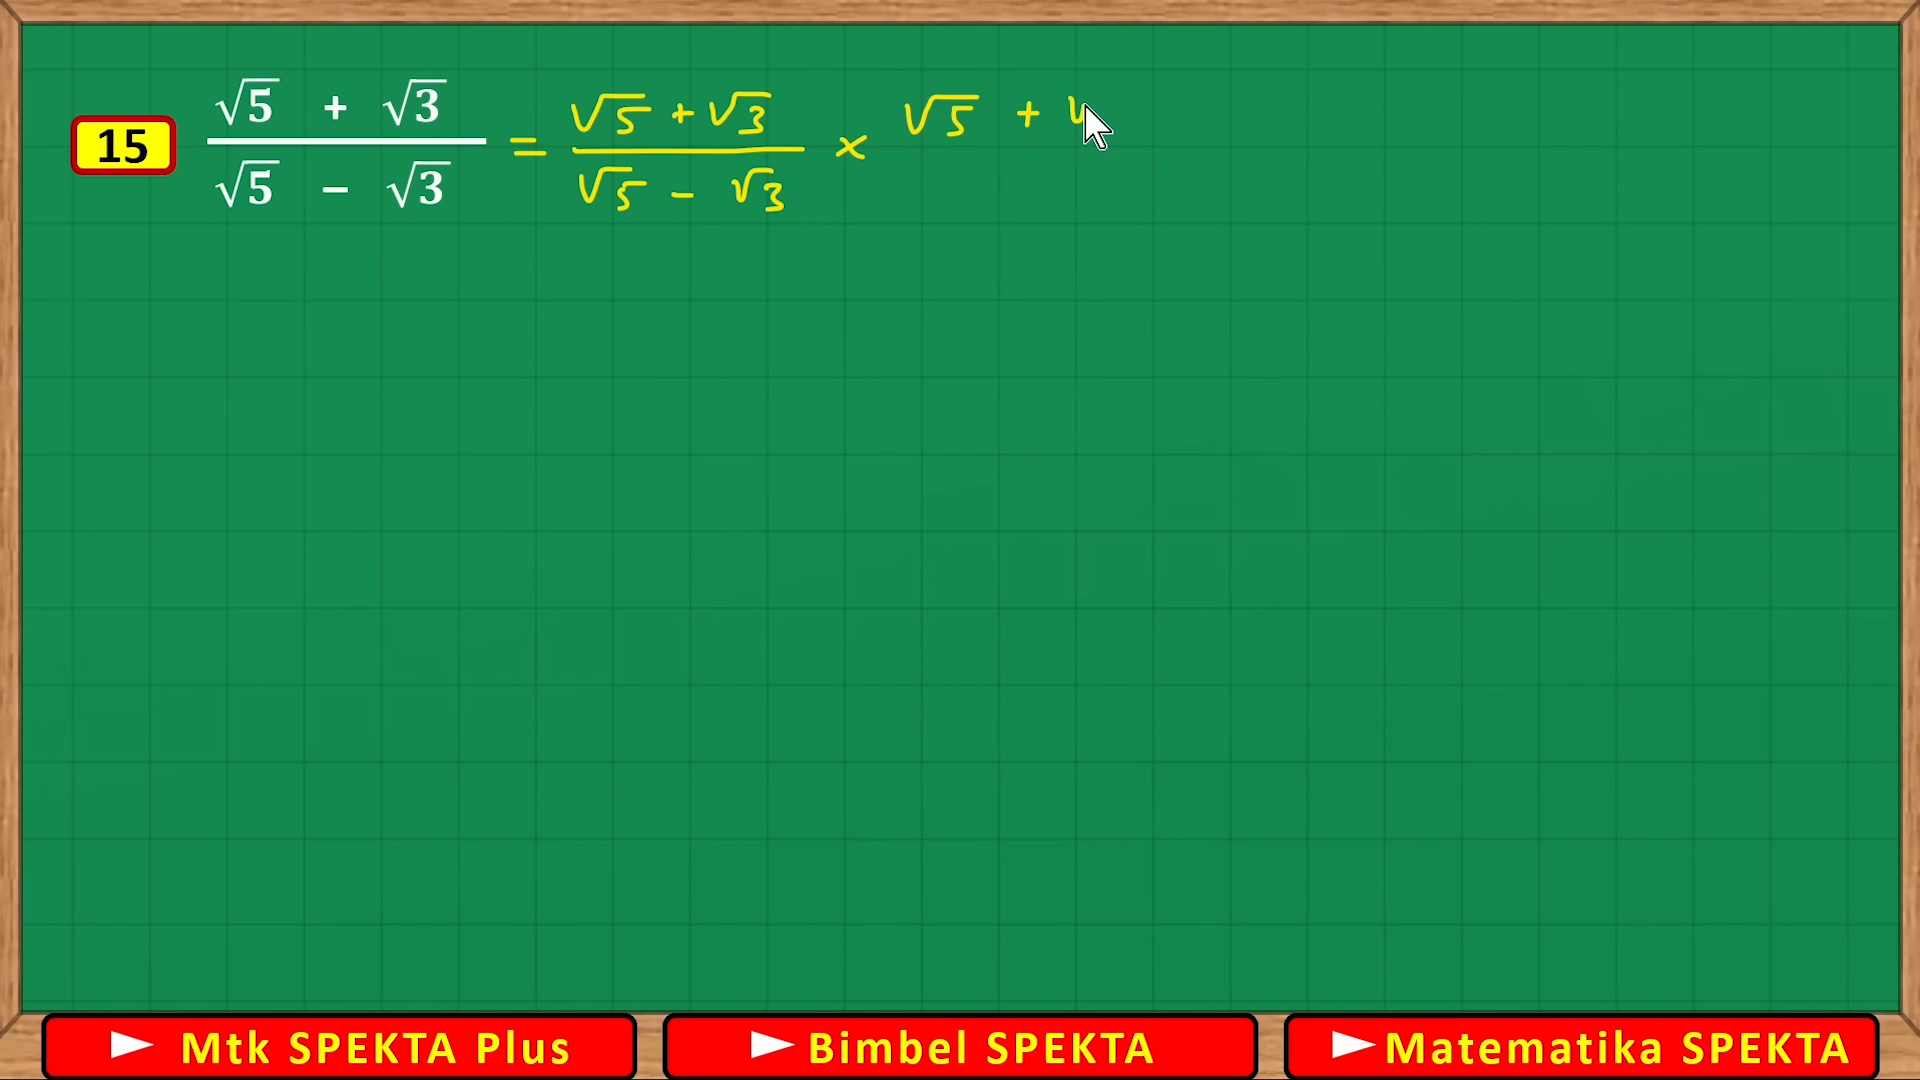 15 (√5 + √3)/(√5 − √3) = (√5 + √3)/(√5 − √3) × √5 + √
Mtk SPEKTA Plus
Bimbel SPEKTA
Matematika SPEKTA